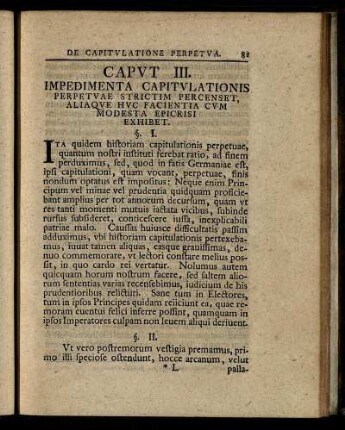 DE CAPITVLATIONE PERPETVA. 81
CAPVT III.
IMPEDIMENTA CAPITVLATIONIS
PERPETVAE STRICTIM PERCENSET,
ALIAQVE HVC FACIENTIA CVM
MODESTA EPICRISI
EXHIBET.
§. I.
ITA quidem historiam capitulationis perpetuae,
quantum nostri instituti ferebat ratio, ad finem
perduximus, sed, quod in fatis Germaniae est,
ipsi capitulationi, quam vocant, perpetuae, finis
nondum optatus est impositus; Neque enim Prin-
cipum vel minae vel prudentia quidquam proficie-
bant amplius per tot annorum decursum, quam vt
res tanti momenti mutuis iactata vicibus, subinde
rursus subsideret, conticescere iussa, inexplicabili
patriae malo. Caussas huiunce difficultatis passim
adduximus, vbi historiam capitulationis pertexeba-
mus, iuuat tamen aliquas, easque grauissimas, de-
nuo commemorare, vt lectori constare melius pos-
sit, in quo cardo rei vertatur. Nolumus autem
quicquam horum nostrum facere, sed saltem alio-
rum sententias varias recensebimus, iudicium de his
prudentioribus relicturi. Sane tum in Electores,
tum in ipsos Principes quidam reiiciunt ea, quae re-
moram euentui felici inferre possint, quamquam in
ipsos Imperatores culpam non leuem aliqui deriuent.
§. II.
Vt vero postremorum vestigia premamus, pri-
mo illi speciose ostendunt, hocce arcanum, velut
* L palla-